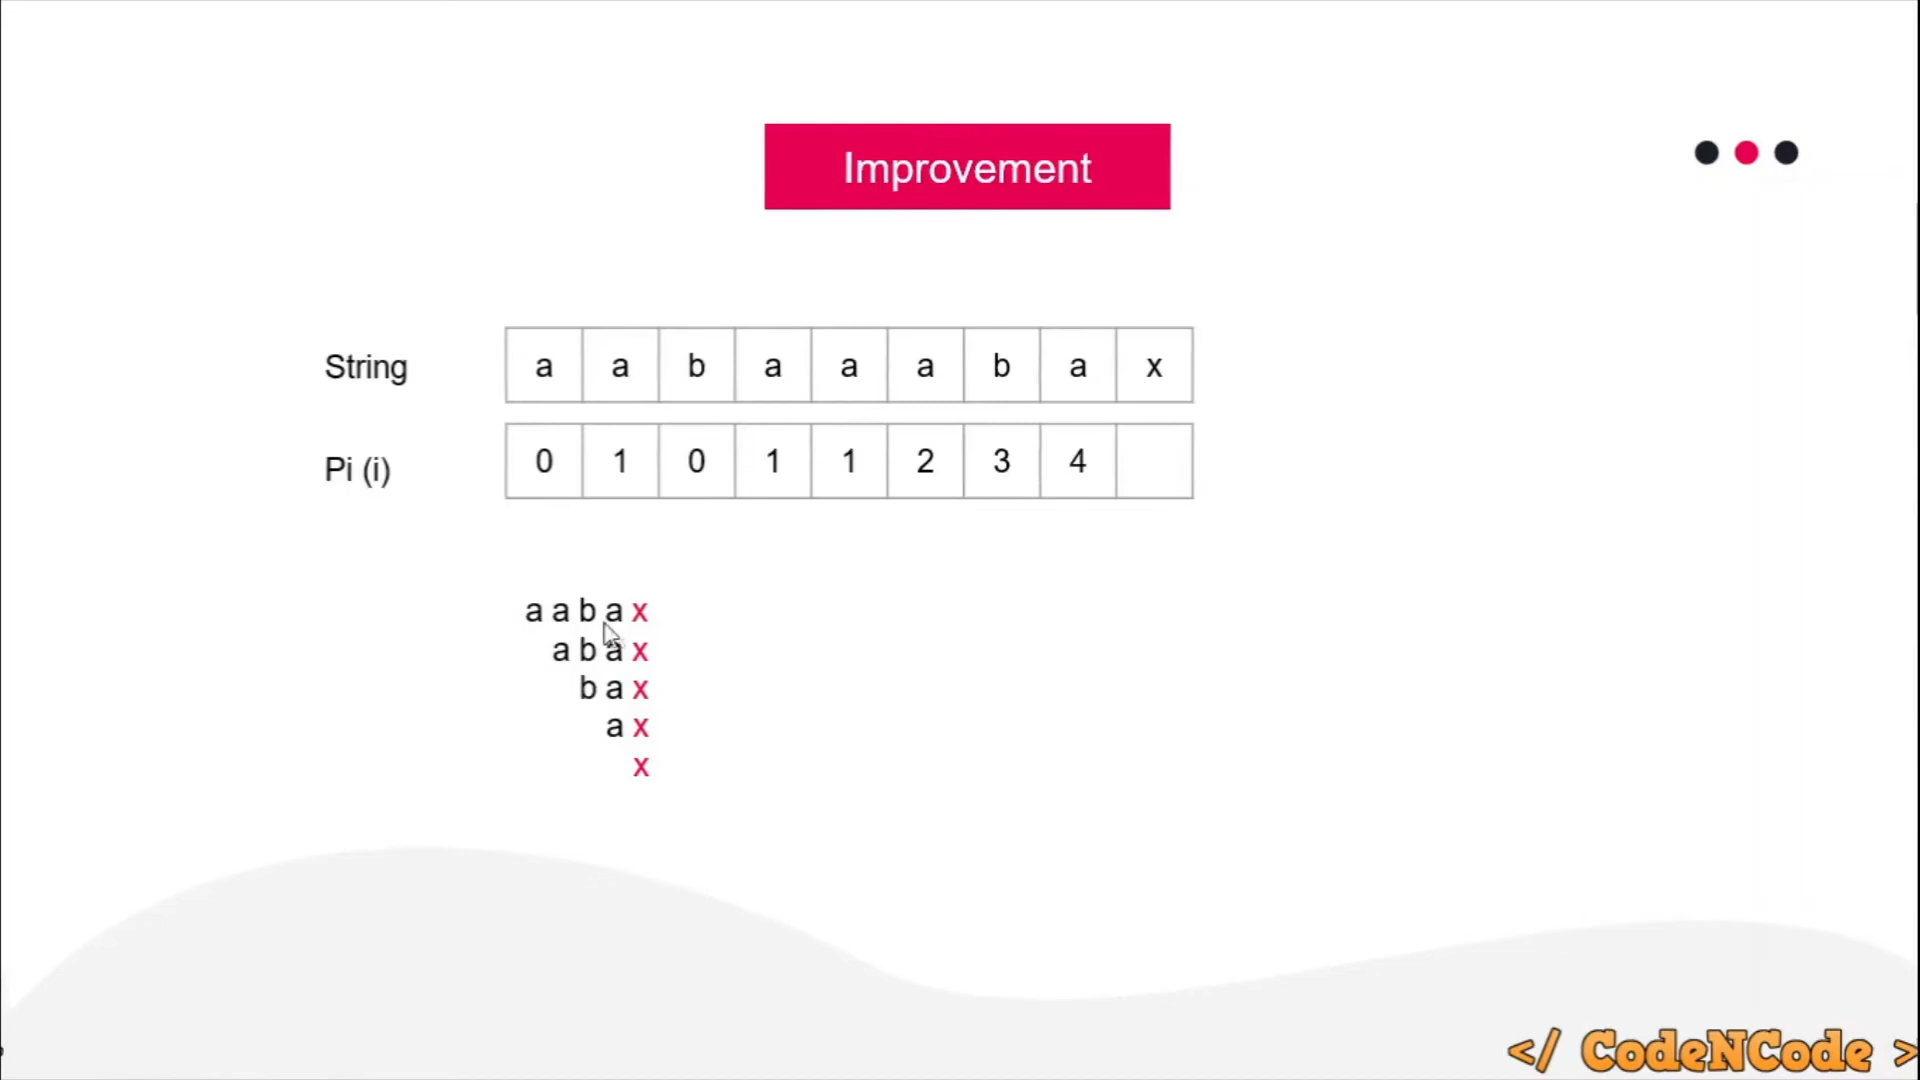 Improvement
String a a b a a a b a x
Pi (i) 0 1 0 1 1 2 3 4
a a b a x
a b a x
b a x
a x
x
</ CodeNCode >